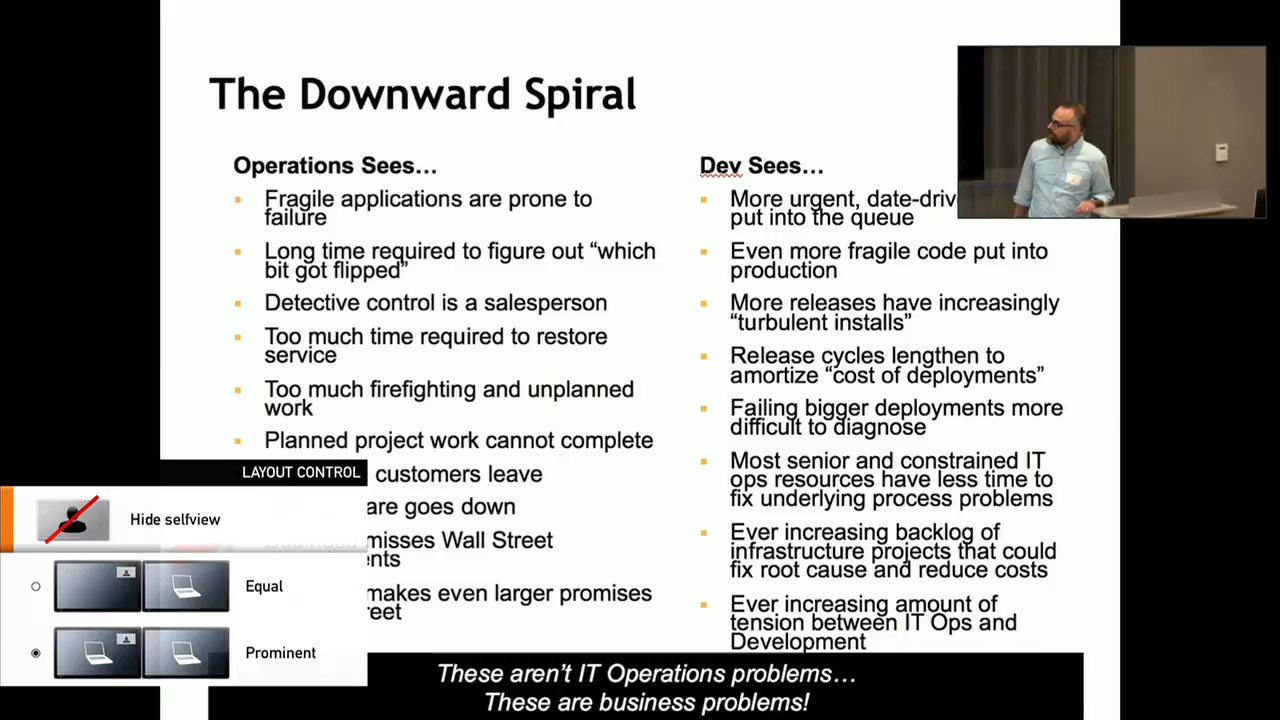 The Downward Spiral
Operations Sees…
Fragile applications are prone to
failure
Long time required to figure out “which
bit got flipped”
Detective control is a salesperson
Too much time required to restore
service
Too much firefighting and unplanned
work
Planned project work cannot complete
customers leave
goes down
misses Wall Street
makes even larger promises
Dev Sees…
More urgent,
put into the queue
Even more fragile code put into
production
More releases have increasingly
“turbulent installs”
Release cycles lengthen to
amortize “cost of deployments”
Failing bigger deployments more
difficult to diagnose
Most senior and constrained IT
ops resources have less time to
fix underlying process problems
Ever increasing backlog of
infrastructure projects that could
fix root cause and reduce costs
Ever increasing amount of
tension between IT Ops and
Development
These aren’t IT Operations problems…
These are business problems!
LAYOUT CONTROL
Hide selfview
Equal
Prominent